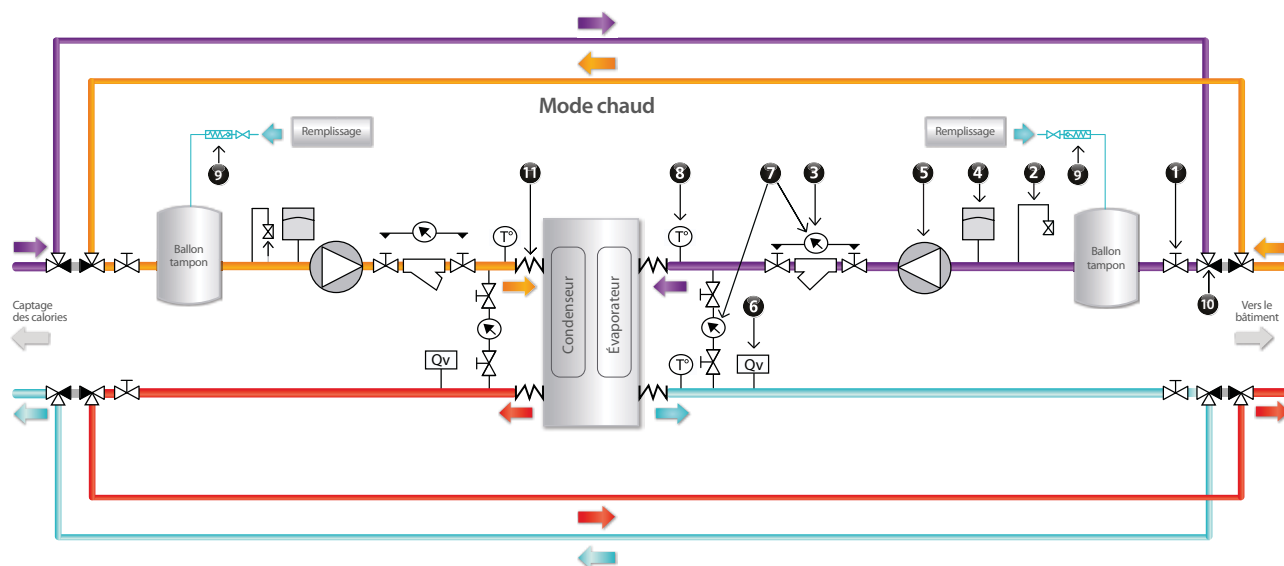 Mode chaud
Remplissage
Remplissage
9
11
8
7
3
5
4
2
9
1
Ballon
tampon
T°
T°
Ballon
tampon
Captage
des calories
Condenseur
Évaporateur
6
10
Vers le
bâtiment
Qv
T°
Qv